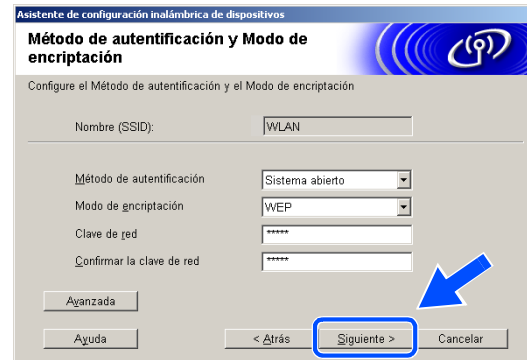 Asistente de configuración inalámbrica de dispositivos
Método de autentificación y Modo de
encriptación
Configure el Método de autentificación y el Modo de encriptación
Nombre (SSID): WLAN
Método de autentificación Sistema abierto
Modo de encriptación WEP
Clave de red *****
Confirmar la clave de red *****
Avanzada
Ayuda < Atrás Siguiente > Cancelar